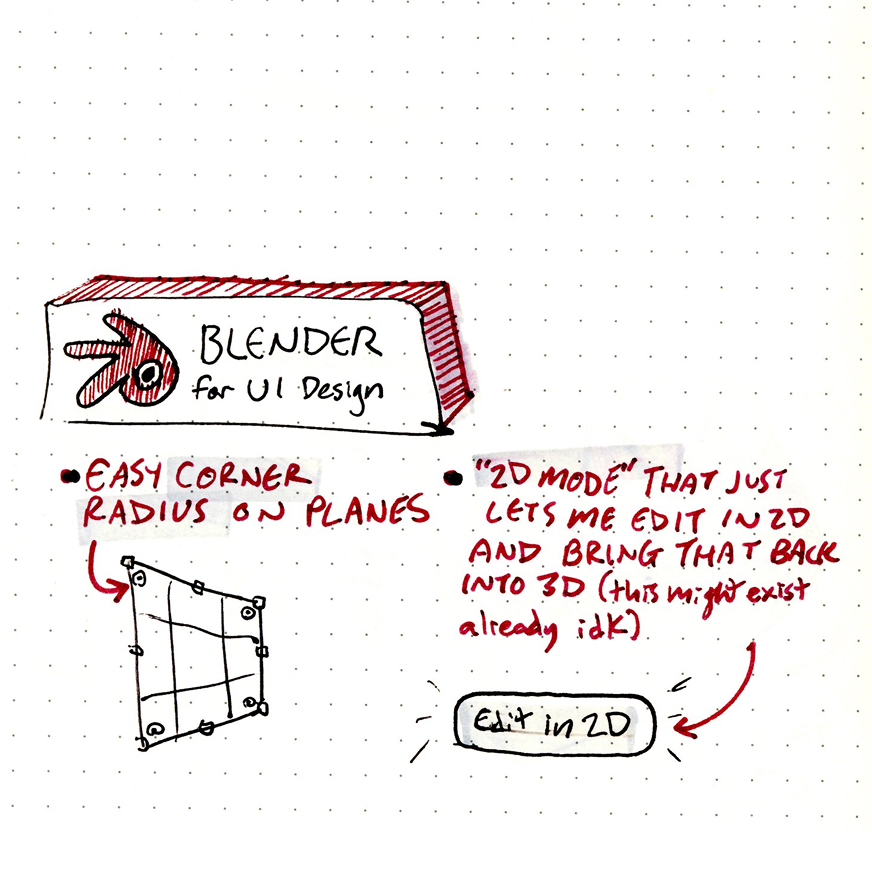 BLENDER
for UI Design
• EASY CORNER
RADIUS ON PLANES
• "2D MODE" THAT JUST
LETS ME EDIT IN 2D
AND BRING THAT BACK
INTO 3D (this might exist
already idk)
Edit in 2D